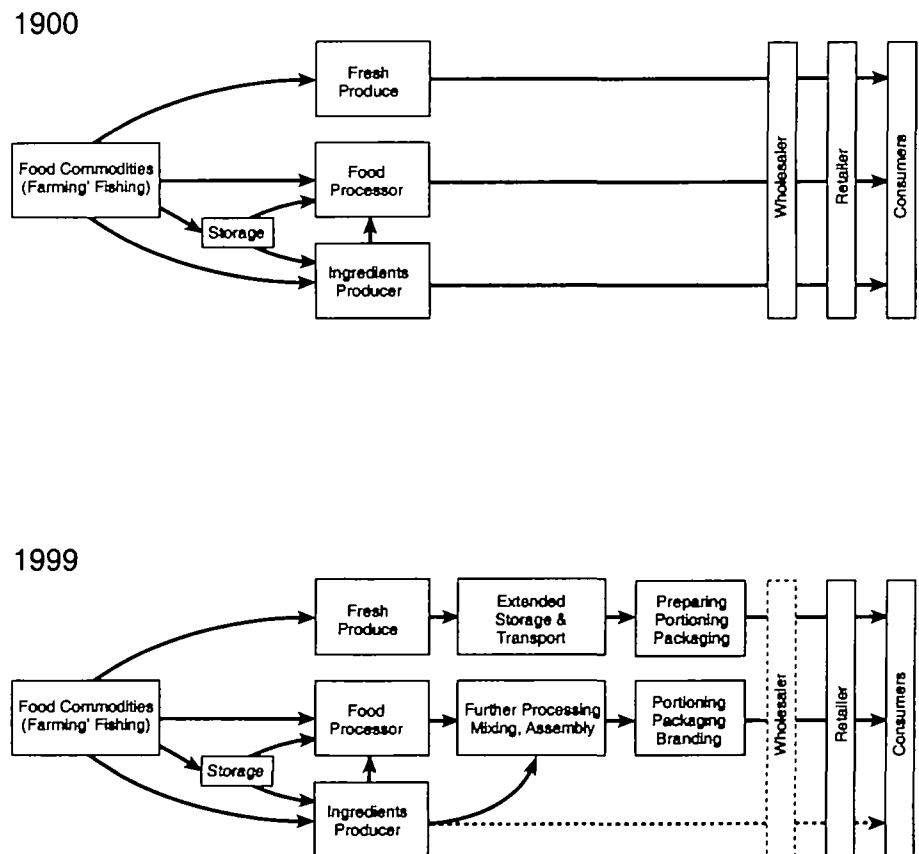 1900
Fresh
Produce
Food Commodities
(Farming' Fishing)
Food
Processor
Storage
Ingredients
Producer
Wholesaler
Retailer
Consumers
1999
Fresh
Produce
Extended
Storage &
Transport
Preparing
Portioning
Packaging
Food Commodities
(Farming' Fishing)
Food
Processor
Further Processing
Mixing, Assembly
Portioning
Packaging
Branding
Storage
Ingredients
Producer
Wholesaler
Retailer
Consumers